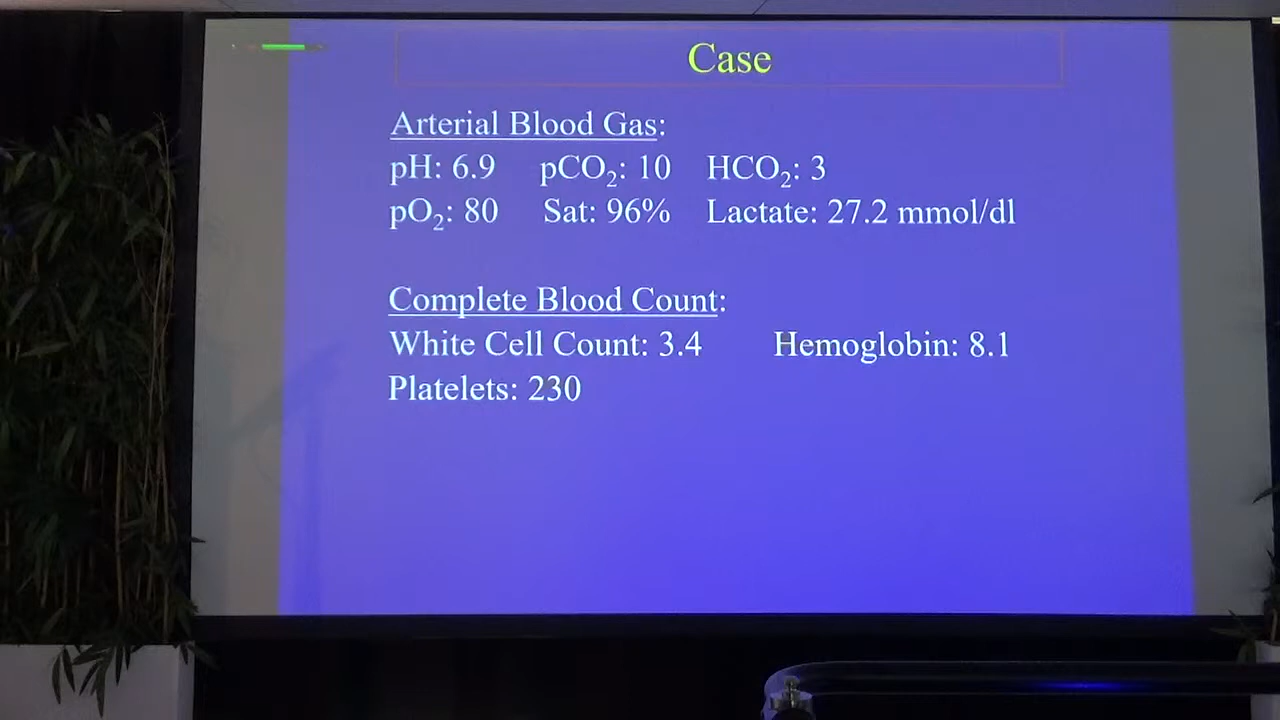 Case
Arterial Blood Gas:
pH: 6.9 pCO₂: 10 HCO₂: 3
pO₂: 80 Sat: 96% Lactate: 27.2 mmol/dl
Complete Blood Count:
White Cell Count: 3.4 Hemoglobin: 8.1
Platelets: 230